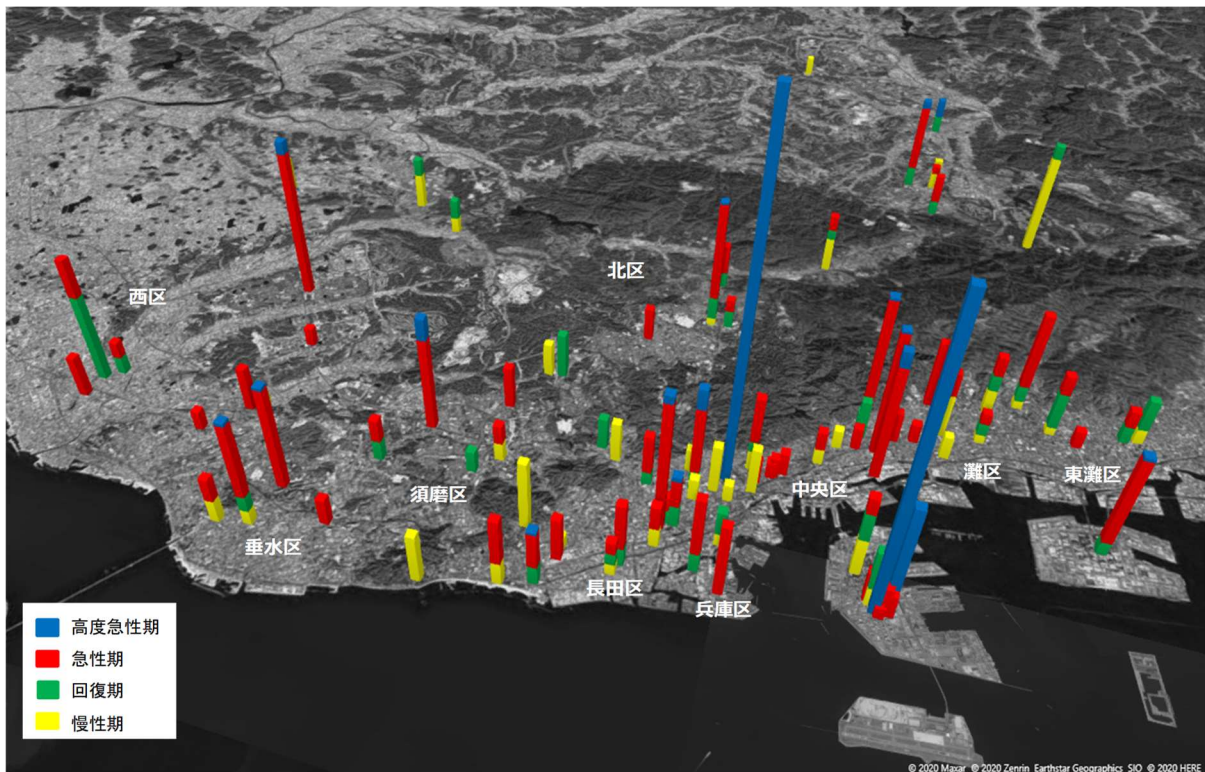 北区
西区
須磨区
中央区
灘区
東灘区
垂水区
長田区
兵庫区
高度急性期
急性期
回復期
慢性期
© 2020 Maxar © 2020 Zenrin Earthstar Geographics SIO © 2020 HERE